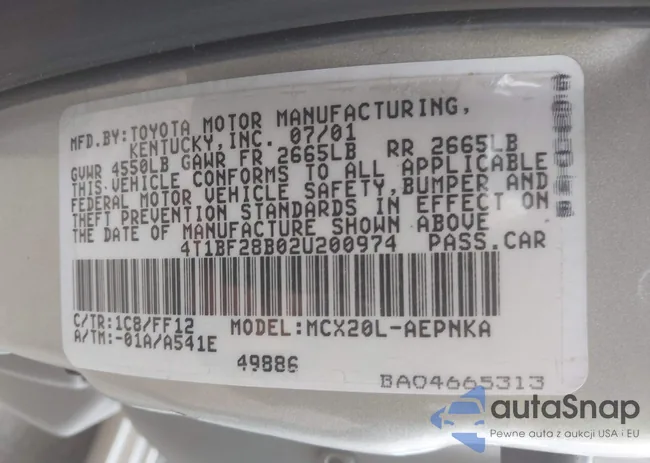 MFD.BY:TOYOTA MOTOR MANUFACTURING,
KENTUCKY,INC. 07/01
GVWR 4550LB GAWR FR 2665LB RR 2665LB
THIS VEHICLE CONFORMS TO ALL APPLICABLE
FEDERAL MOTOR VEHICLE SAFETY,BUMPER AND
THEFT PREVENTION STANDARDS IN EFFECT ON
THE DATE OF MANUFACTURE SHOWN ABOVE
4T1BF28B02U200974 PASS.CAR
C/TR:1C8/FF12 MODEL:MCX20L-AEPNKA
A/TM:-01A/A541E
49886
BA04665313
autaSnap
Pewne auta z aukcji USA i EU